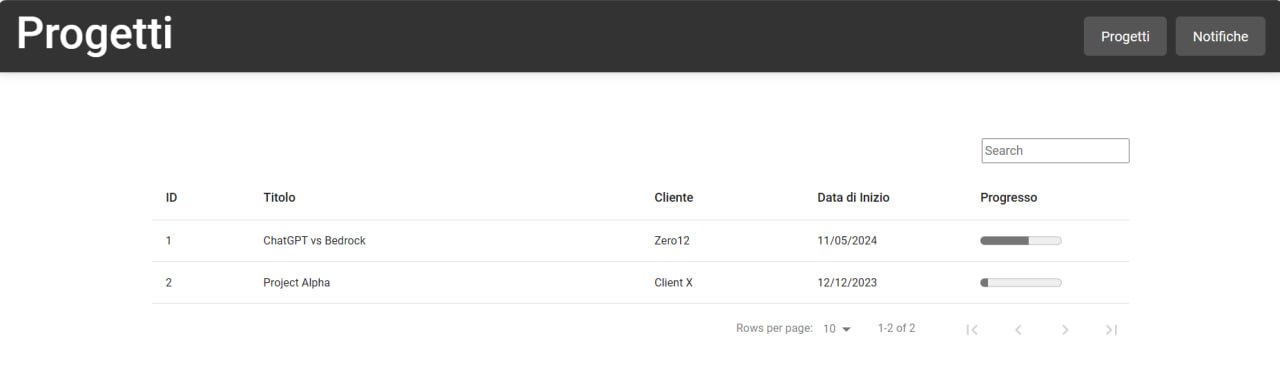 Progetti
Progetti Notifiche
Search
ID Titolo Cliente Data di Inizio Progresso
1 ChatGPT vs Bedrock Zero12 11/05/2024
2 Project Alpha Client X 12/12/2023
Rows per page: 10 1-2 of 2